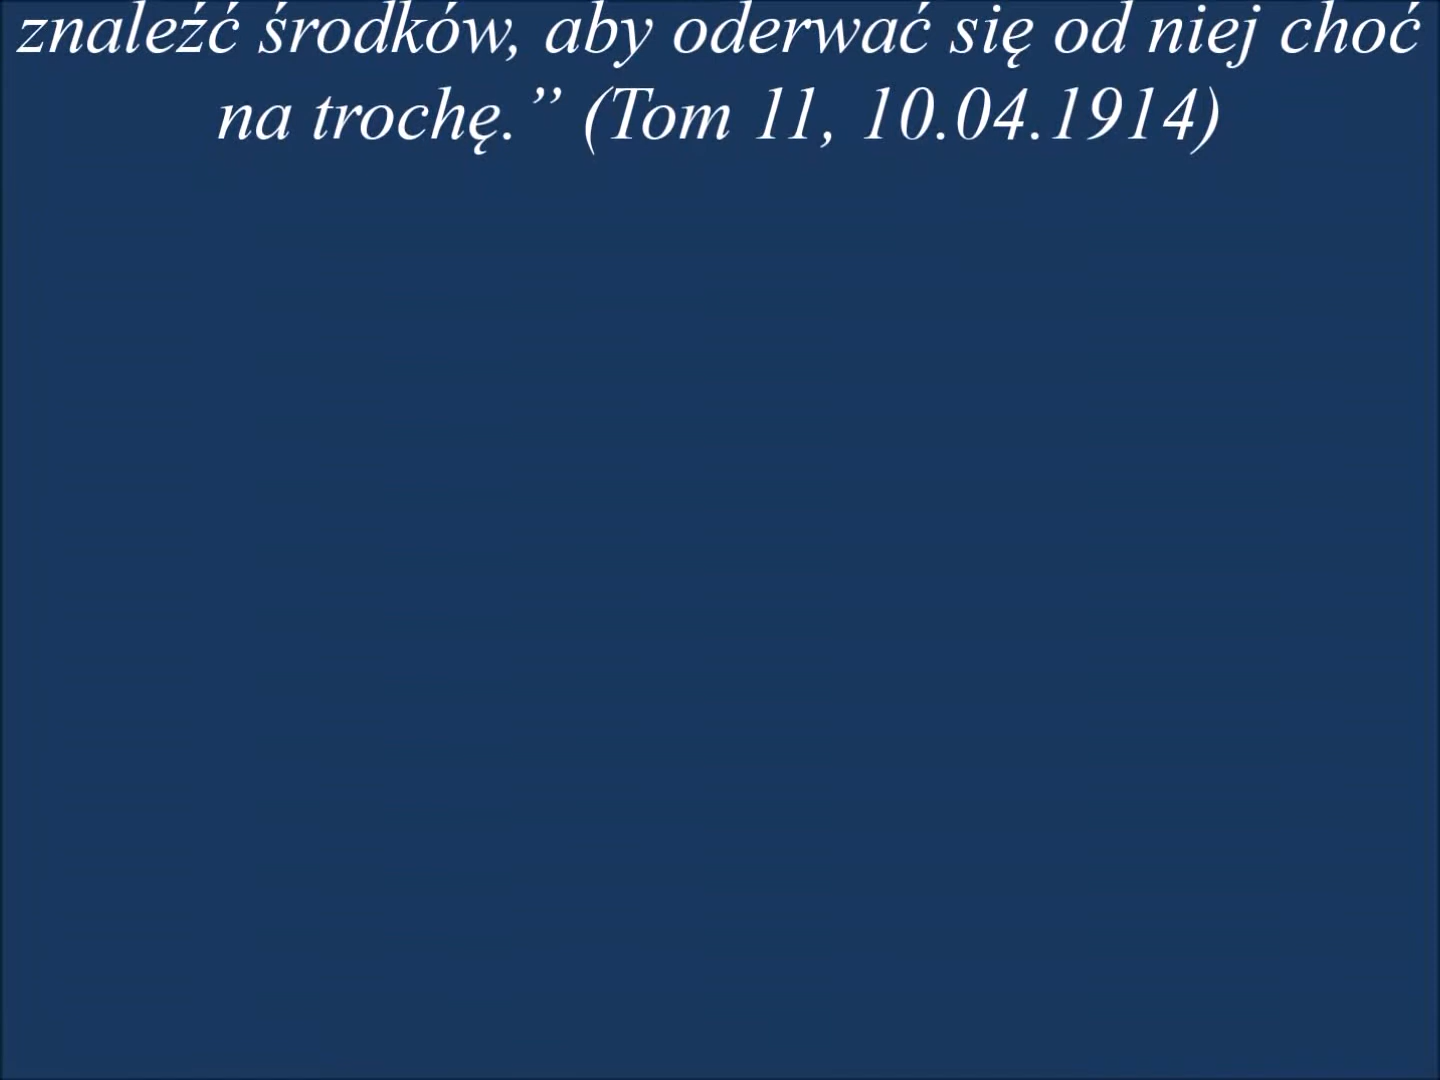 znaleźć środków, aby oderwać się od niej choć
na trochę.” (Tom 11, 10.04.1914)